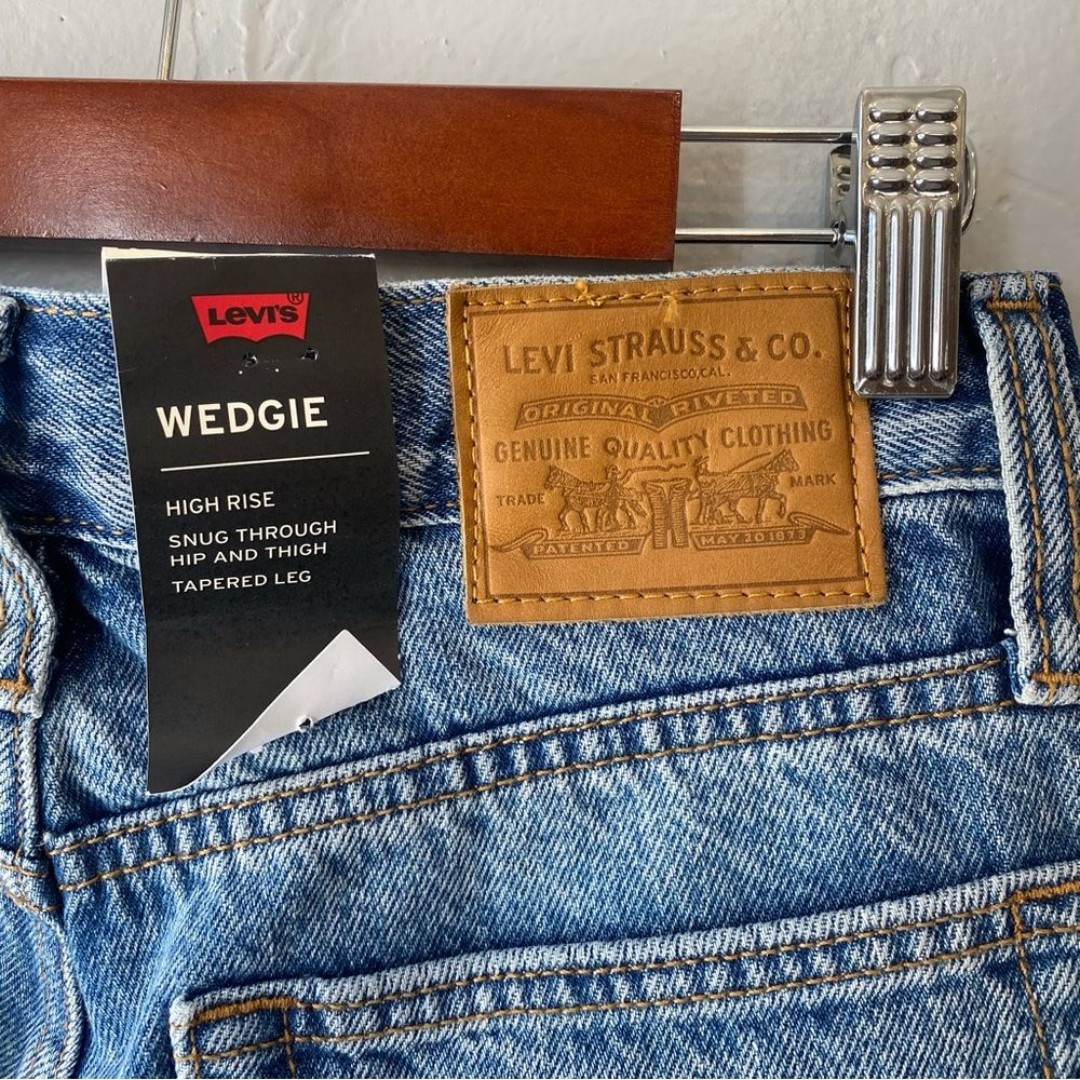 LEVI'S®
WEDGIE
HIGH RISE
SNUG THROUGH
HIP AND THIGH
TAPERED LEG
LEVI STRAUSS & CO.
SAN FRANCISCO, CAL.
ORIGINAL RIVETED
GENUINE QUALITY CLOTHING
TRADE MARK
PATENTED MAY 20 1873